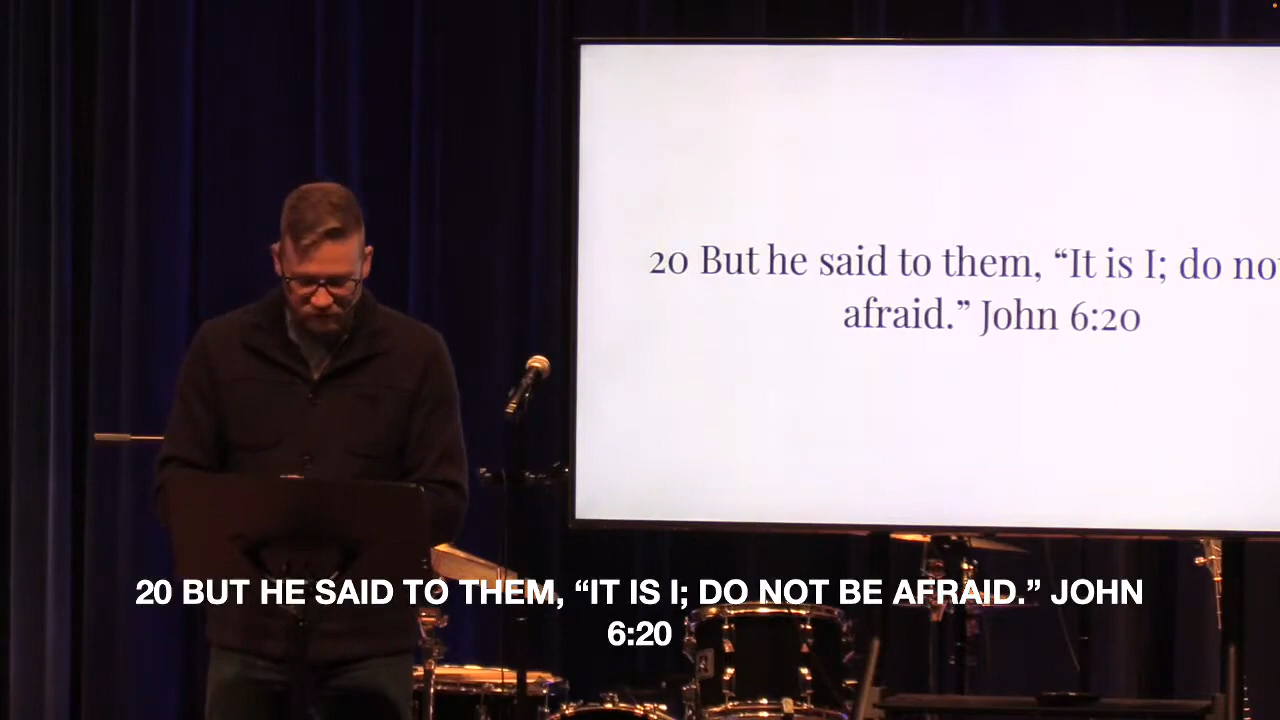 20 But he said to them, “It is I; do no
afraid.” John 6:20
20 BUT HE SAID TO THEM, “IT IS I; DO NOT BE AFRAID.” JOHN
6:20